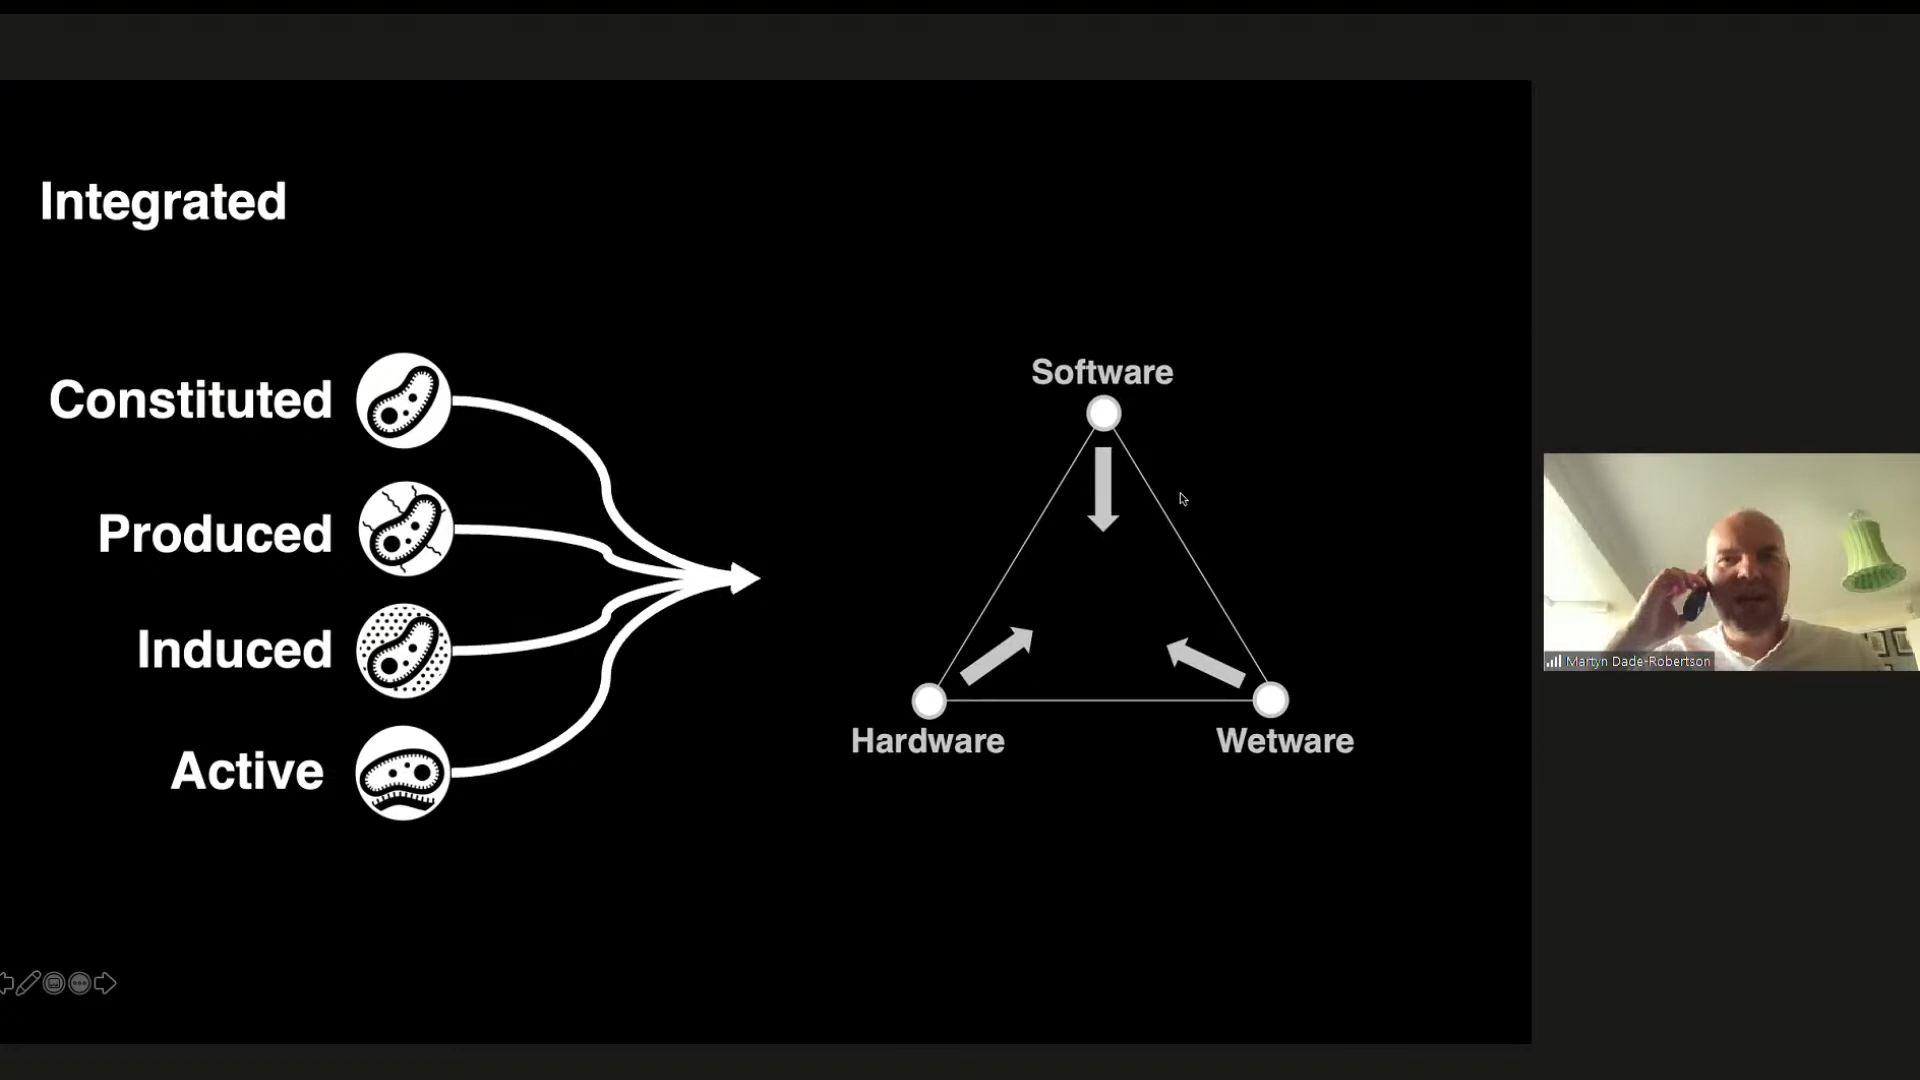 Integrated
Constituted
Produced
Induced
Active
Software
Hardware
Wetware
Martyn Dade-Robertson